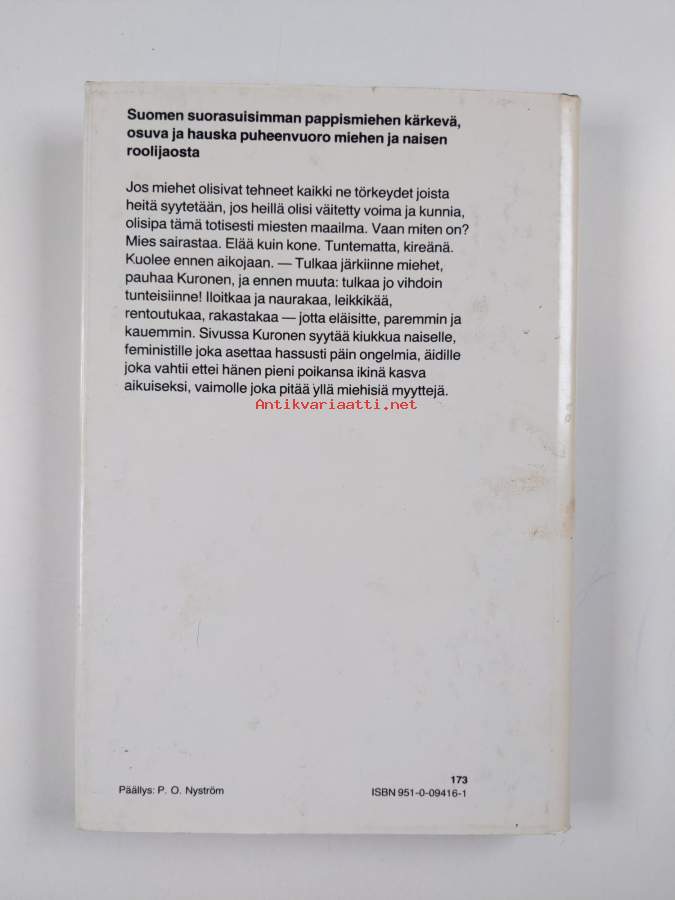 Suomen suorasuisimman pappismiehen kärkevä,
osuva ja hauska puheenvuoro miehen ja naisen
roolijaosta
Jos miehet olisivat tehneet kaikki ne törkeydet joista
heitä syytetään, jos heillä olisi väitetty voima ja kunnia,
olisipa tämä totisesti miesten maailma. Vaan miten on?
Mies sairastaa. Elää kuin kone. Tuntematta, kireänä.
Kuolee ennen aikojaan. — Tulkaa järkiinne miehet,
pauhaa Kuronen, ja ennen muuta: tulkaa jo vihdoin
tunteisiinne! Iloitkaa ja naurakaa, leikkikää,
rentoutukaa, rakastakaa — jotta eläisitte, paremmin ja
kauemmin. Sivussa Kuronen syytää kiukkua naiselle,
feministille joka asettaa hassusti päin ongelmia, äidille
joka vahtii ettei hänen pieni poikansa ikinä kasva
aikuiseksi, vaimolle joka pitää yllä miehisiä myyttejä.
Antikvariaatti.net
173
Päällys: P. O. Nyström
ISBN 951-0-09416-1